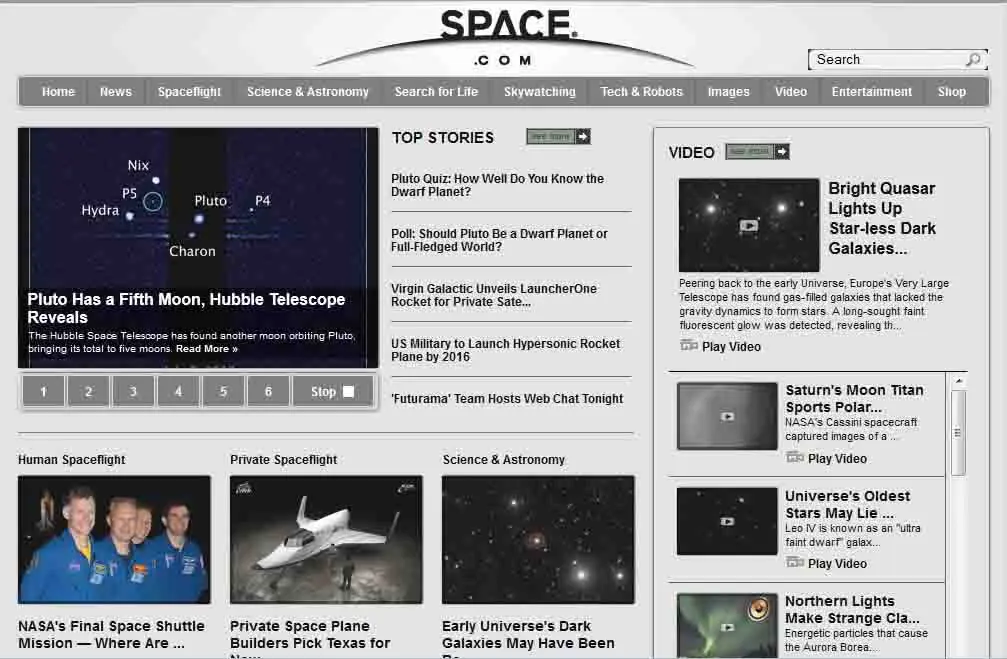 SPACE.
.COM
Search
Home News Spaceflight Science & Astronomy Search for Life Skywatching Tech & Robots Images Video Entertainment Shop
Nix
P5
Hydra
Pluto
P4
Charon
Pluto Has a Fifth Moon, Hubble Telescope
Reveals
The Hubble Space Telescope has found another moon orbiting Pluto,
bringing its total to five moons. Read More »
1 2 3 4 5 6 Stop
TOP STORIES
see more
Pluto Quiz: How Well Do You Know the
Dwarf Planet?
Poll: Should Pluto Be a Dwarf Planet or
Full-Fledged World?
Virgin Galactic Unveils LauncherOne
Rocket for Private Sate...
US Military to Launch Hypersonic Rocket
Plane by 2016
'Futurama' Team Hosts Web Chat Tonight
VIDEO
see more
Bright Quasar
Lights Up
Star-less Dark
Galaxies...
Peering back to the early Universe, Europe's Very Large
Telescope has found gas-filled galaxies that lacked the
gravity dynamics to form stars. A long-sought faint
fluorescent glow was detected, revealing th...
Play Video
Saturn's Moon Titan
Sports Polar...
NASA's Cassini spacecraft
captured images of a ...
Play Video
Universe's Oldest
Stars May Lie ...
Leo IV is known as an "ultra
faint dwarf" galax...
Play Video
Northern Lights
Make Strange Cla...
Energetic particles that cause
the Aurora Borea...
Human Spaceflight
NASA's Final Space Shuttle
Mission — Where Are ...
Private Spaceflight
Private Space Plane
Builders Pick Texas for
Science & Astronomy
Early Universe's Dark
Galaxies May Have Been